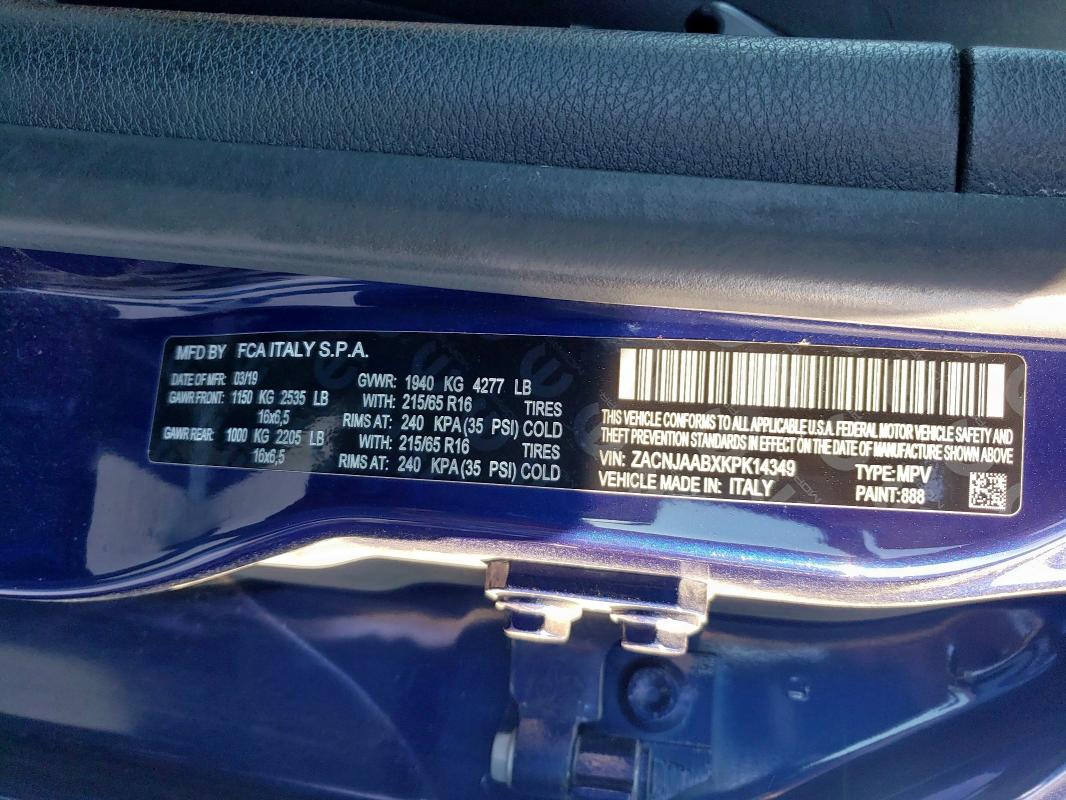 MFD BY FCA ITALY S.P.A.
DATE OF MFR: 03/19 GVWR: 1940 KG 4277 LB
GAWR FRONT: 1150 KG 2535 LB WITH: 215/65 R16 TIRES
16x6,5 RIMS AT: 240 KPA (35 PSI) COLD
GAWR REAR: 1000 KG 2205 LB WITH: 215/65 R16 TIRES
16x6,5 RIMS AT: 240 KPA (35 PSI) COLD
THIS VEHICLE CONFORMS TO ALL APPLICABLE U.S.A. FEDERAL MOTOR VEHICLE SAFETY AND
THEFT PREVENTION STANDARDS IN EFFECT ON THE DATE OF MANUFACTURE SHOWN ABOVE
VIN: ZACNJAABXKPK14349 TYPE: MPV
VEHICLE MADE IN: ITALY PAINT: 888